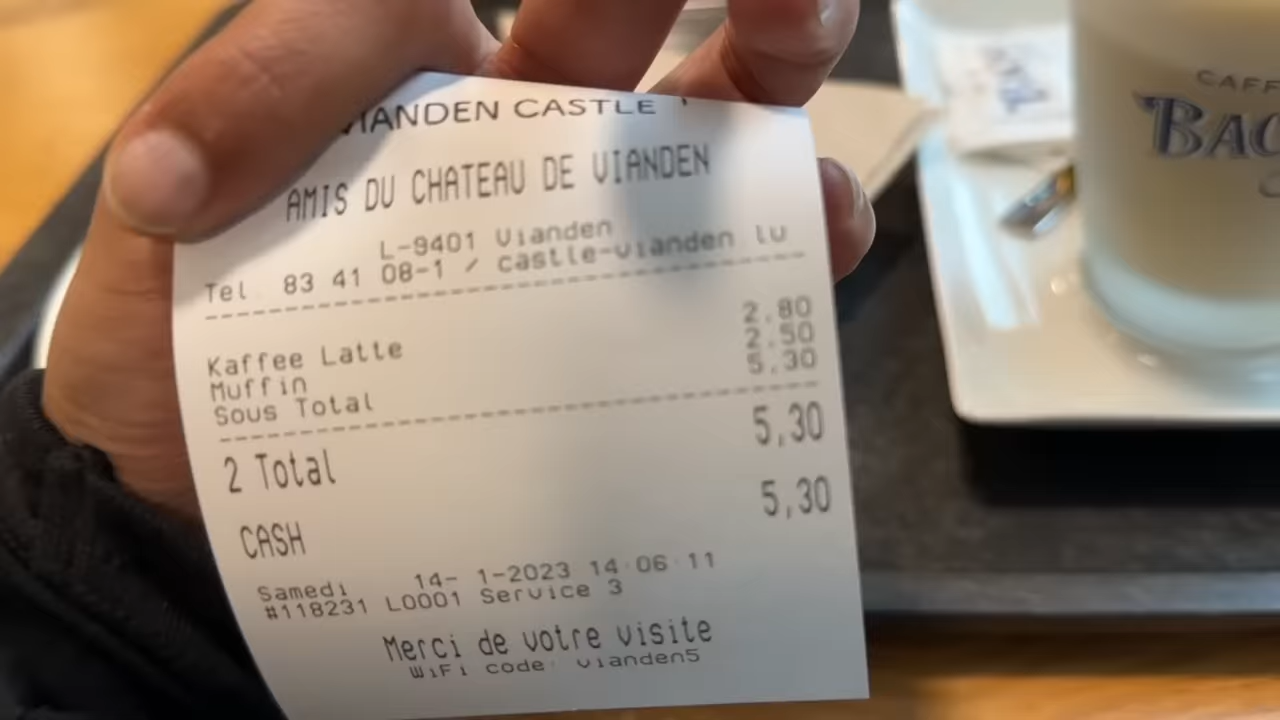 VIANDEN CASTLE
AMIS DU CHATEAU DE VIANDEN
L-9401 Vianden
Tel 83 41 08-1 / castle-vianden lu
Kaffee Latte 2.80
Muffin 2.50
Sous Total 5.30
2 Total 5,30
CASH 5,30
Samedi 14- 1-2023 14:06:11
#118231 L0001 Service 3
Merci de votre visite
WiFi code: vianden5
CAFF
BAC